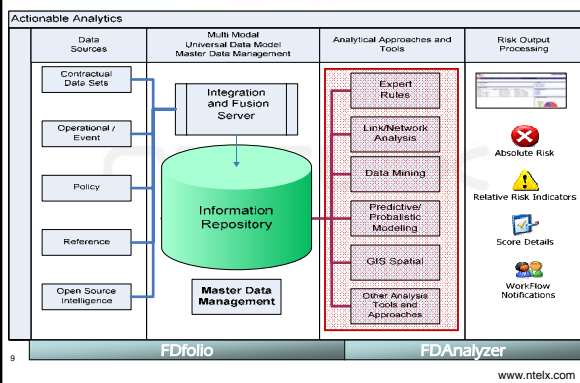 Actionable Analytics
Data
Sources
Multi Modal
Universal Data Model
Master Data Management
Analytical Approaches and
Tools
Risk Output
Processing
Contractual
Data Sets
Operational /
Event
Policy
Reference
Open Source
Intelligence
Integration
and Fusion
Server
Information
Repository
Master Data
Management
Expert
Rules
Link/Network
Analysis
Data Mining
Predictive/
Probalistic
Modeling
GIS Spatial
Other Analysis
Tools and
Approaches
Absolute Risk
Relative Risk Indicators
Score Details
WorkFlow
Notifications
9
FDfolio
FDAnalyzer
www.ntelx.com